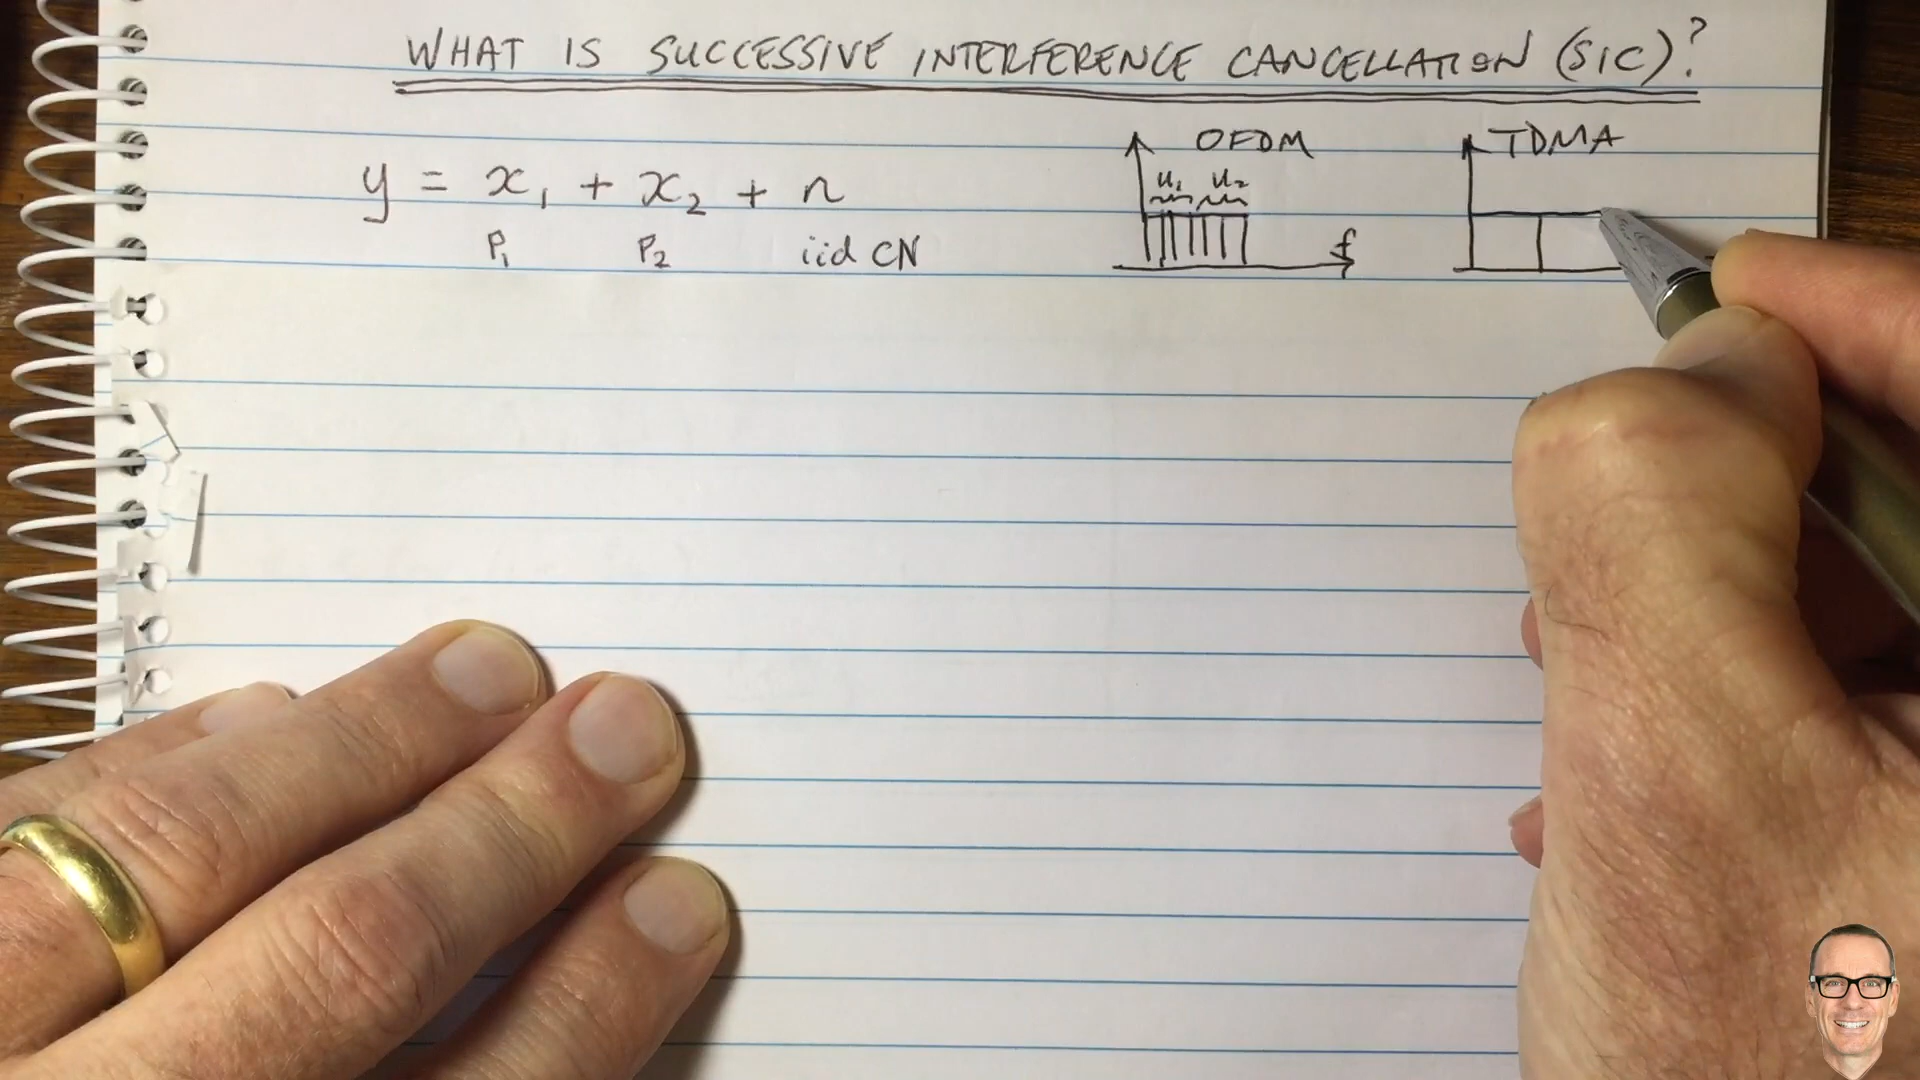 WHAT IS SUCCESSIVE INTERFERENCE CANCELLATION (SIC)?
OFDM
TDMA
y = x₁ + x₂ + n
u₁ u₂
P₁ P₂ iid CN
f